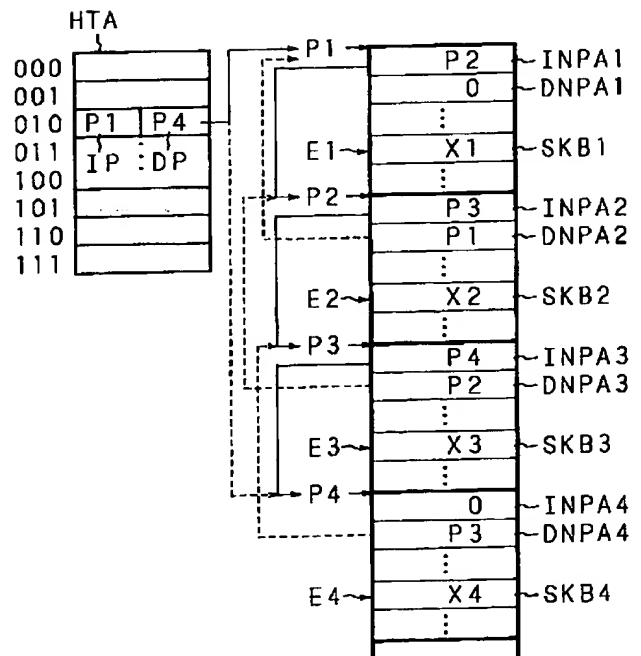 HTA
000
001
010 P1 P4
011 IP DP
100
101
110
111
P1 P2 INPA1
0 DNPA1
E1 X1 SKB1
P2 P3 INPA2
P1 DNPA2
E2 X2 SKB2
P3 P4 INPA3
P2 DNPA3
E3 X3 SKB3
P4 0 INPA4
P3 DNPA4
E4 X4 SKB4